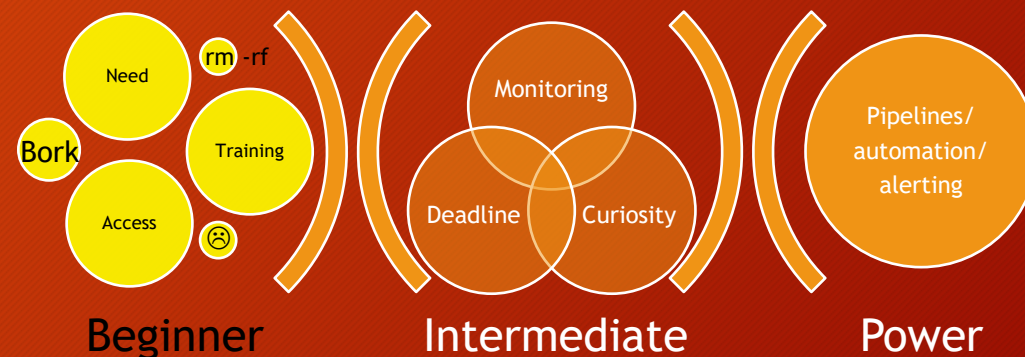 Need
rm -rf
Bork
Training
Access
☹
Monitoring
Deadline
Curiosity
Pipelines/
automation/
alerting
Beginner
Intermediate
Power